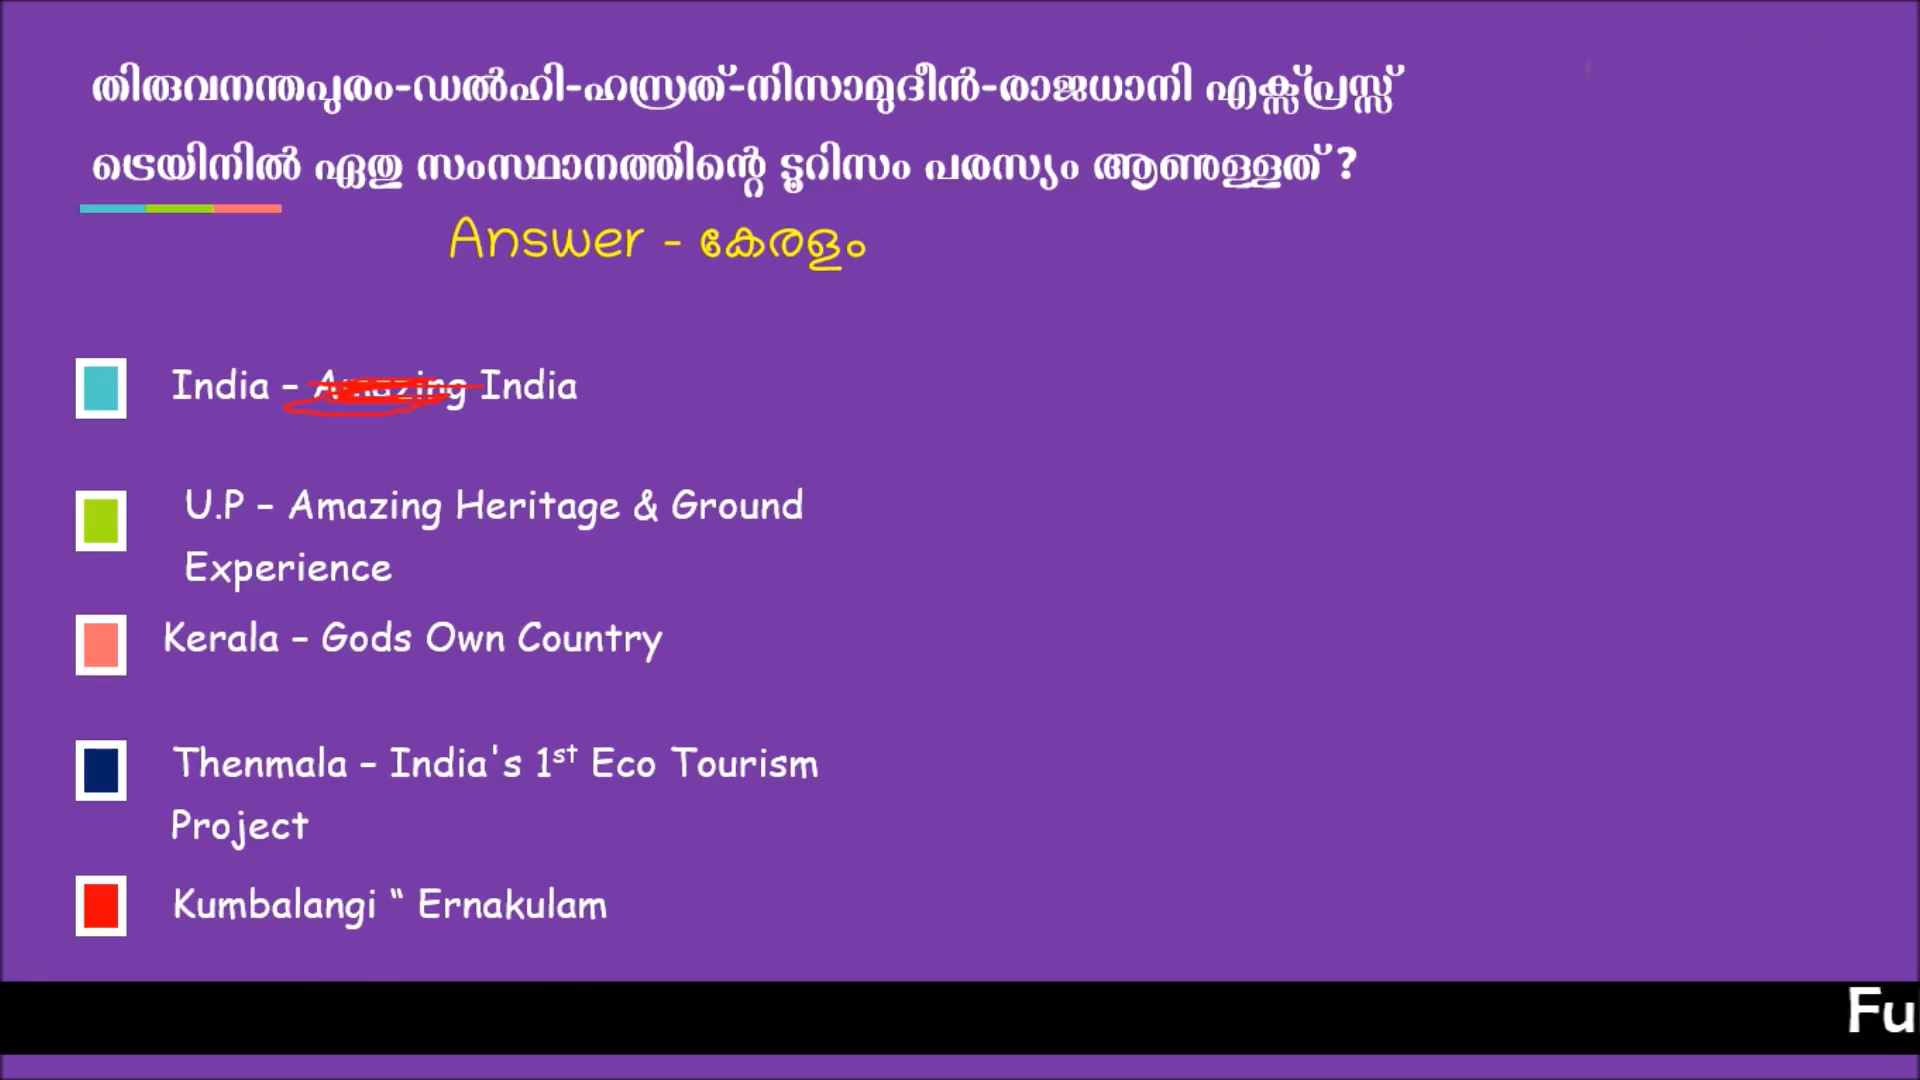 തിരുവനന്തപുരം-ഡൽഹി-ഹസ്രത്-നിസാമുദീൻ-രാജധാനി എക്സ്പ്രസ്സ്
ട്രെയിനിൽ ഏതു സംസ്ഥാനത്തിന്റെ ടൂറിസം പരസ്യം ആണുള്ളത് ?
Answer - കേരളം
India – Amazing India
U.P – Amazing Heritage & Ground
Experience
Kerala – Gods Own Country
Thenmala – India's 1st Eco Tourism
Project
Kumbalangi “ Ernakulam
Fu